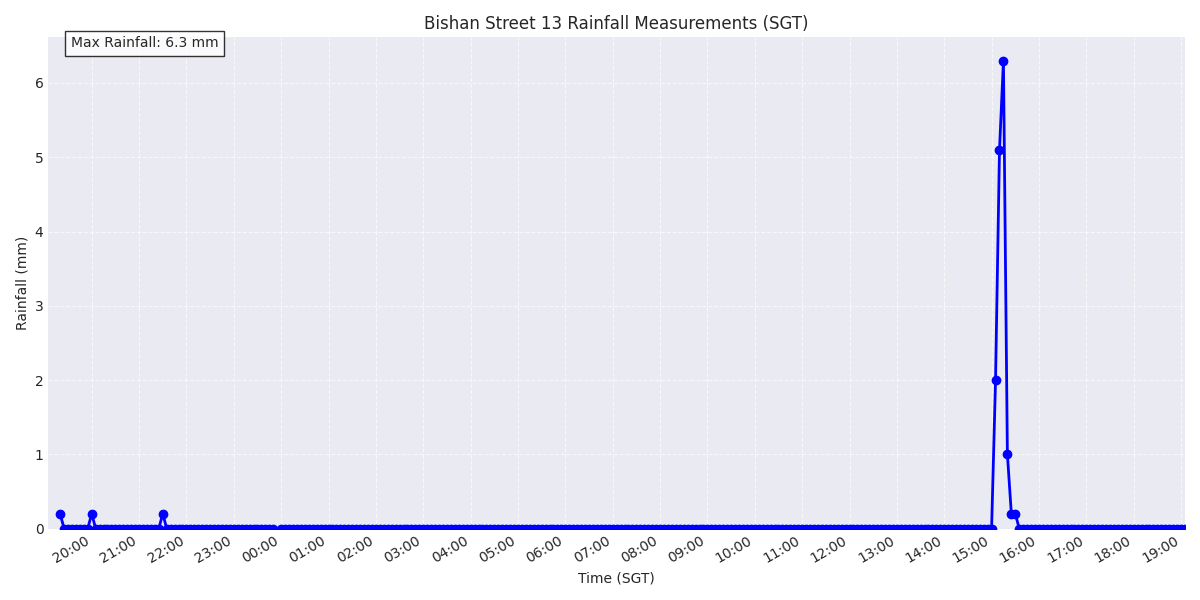 Bishan Street 13 Rainfall Measurements (SGT)
Max Rainfall: 6.3 mm
Rainfall (mm)
6
5
4
3
2
1
0
20:00 21:00 22:00 23:00 00:00 01:00 02:00 03:00 04:00 05:00 06:00 07:00 08:00 09:00 10:00 11:00 12:00 13:00 14:00 15:00 16:00 17:00 18:00 19:00
Time (SGT)